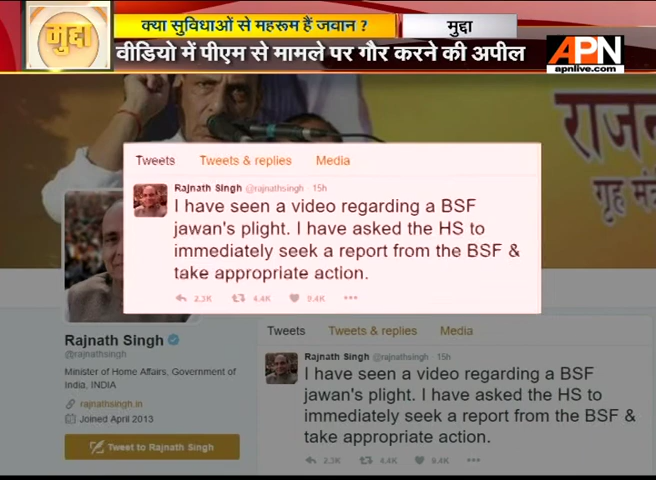 मुद्दा
क्या सुविधाओं से महरूम हैं जवान ?
मुद्दा
वीडियो में पीएम से मामले पर गौर करने की अपील
APN
apnlive.com
Tweets Tweets & replies Media
Rajnath Singh @rajnathsingh · 15h
I have seen a video regarding a BSF
jawan's plight. I have asked the HS to
immediately seek a report from the BSF &
take appropriate action.
2.3K 4.4K 9.4K
Rajnath Singh
@rajnathsingh
Minister of Home Affairs, Government of
India, INDIA
rajnathsingh.in
Joined April 2013
Tweet to Rajnath Singh
Tweets Tweets & replies Media
Rajnath Singh @rajnathsingh · 15h
I have seen a video regarding a BSF
jawan's plight. I have asked the HS to
immediately seek a report from the BSF &
take appropriate action.
2.3K 4.4K 9.4K